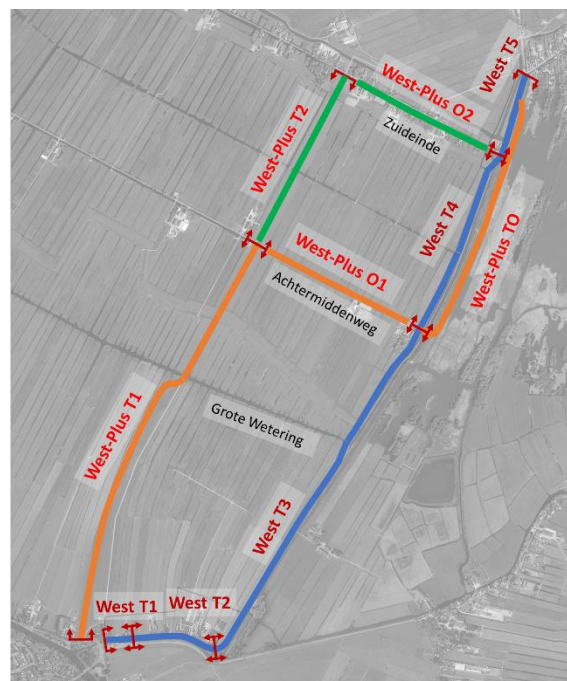 West T5
West-Plus O2
Zuideinde
West-Plus T2
West T4
West-Plus TO
West-Plus O1
Achtermiddenweg
West-Plus T1
Grote Wetering
West T3
West T1
West T2